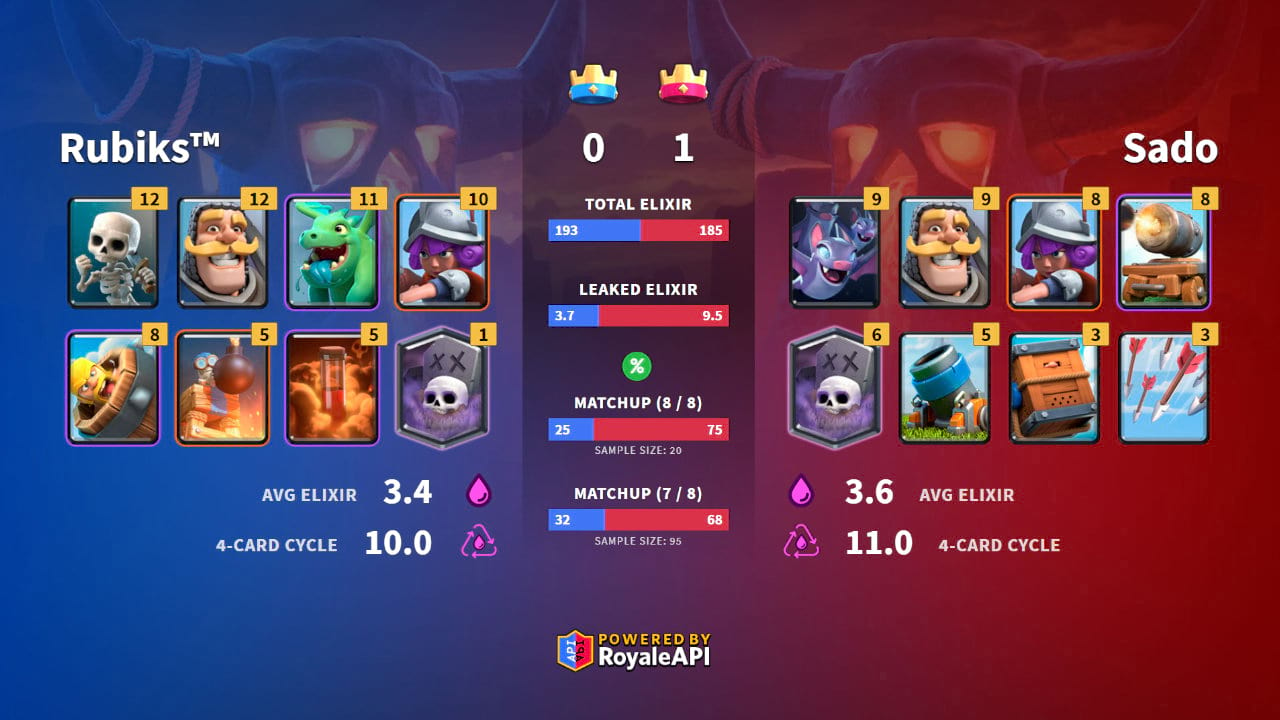 0 1
Rubiks™
Sado
12 12 11 10
8 5 5 1
AVG ELIXIR 3.4
4-CARD CYCLE 10.0
TOTAL ELIXIR
193 185
LEAKED ELIXIR
3.7 9.5
%
MATCHUP (8 / 8)
25 75
SAMPLE SIZE: 20
MATCHUP (7 / 8)
32 68
SAMPLE SIZE: 95
9 9 8 8
6 5 3 3
3.6 AVG ELIXIR
11.0 4-CARD CYCLE
API
POWERED BY
RoyaleAPI